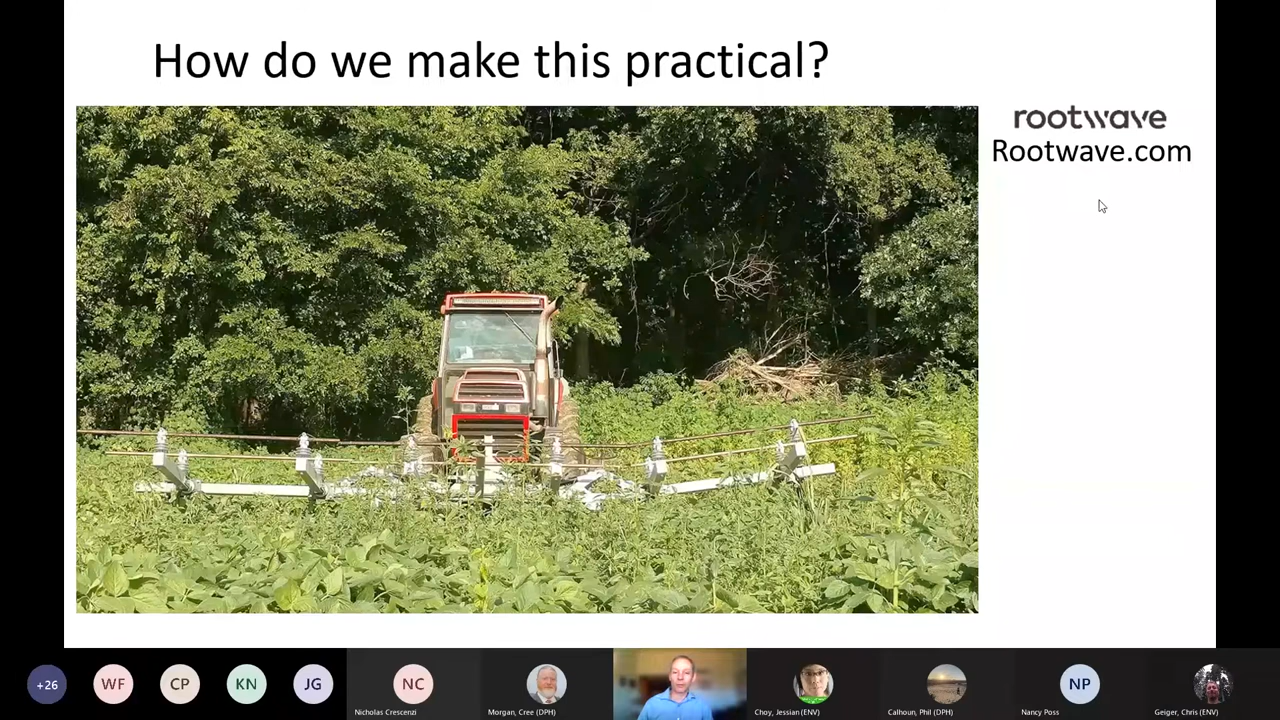 How do we make this practical?
rootwave
Rootwave.com
+26
WF
CP
KN
JG
NC
NP
Nicholas Crescenzi
Morgan, Cree (DPH)
Choy, Jessian (ENV)
Calhoun, Phil (DPH)
Nancy Poss
Geiger, Chris (ENV)